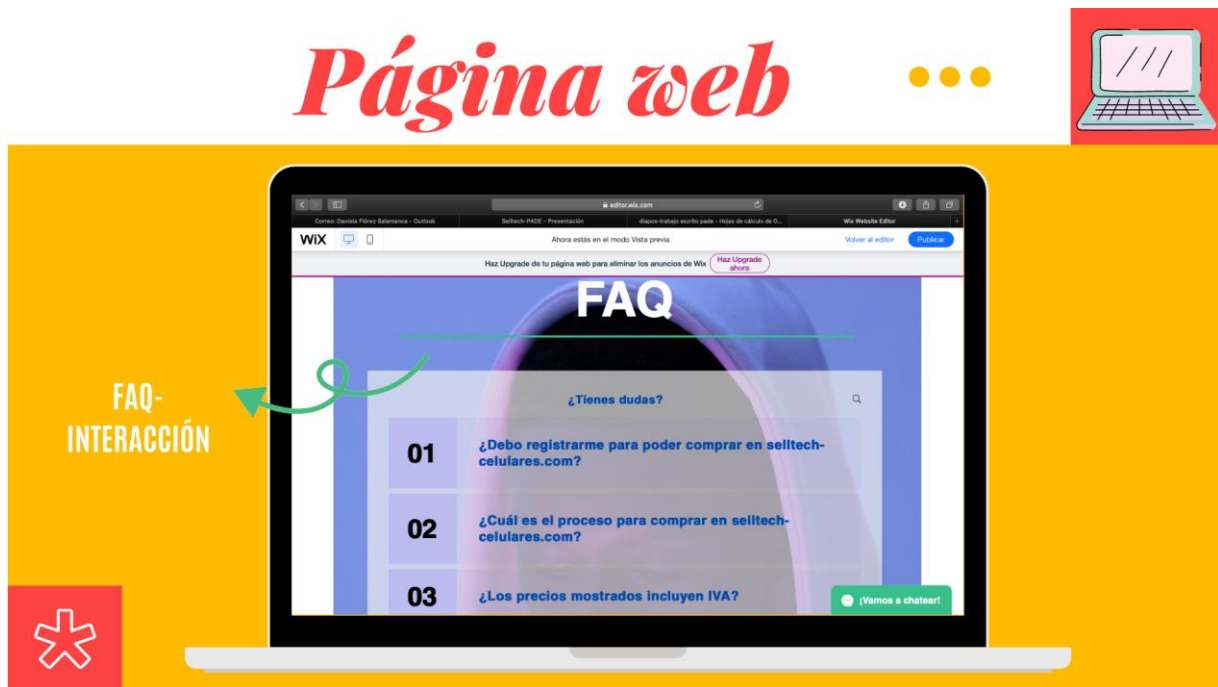 Página web
editor.wix.com
Correo: Daniela Flórez Salamanca - Outlook
Selltech-PADE - Presentación
diapos-trabajo escrito pade - Hojas de cálculo de G...
Wix Website Editor
WiX
Ahora estás en el modo Vista previa
Volver al editor
Publicar
Haz Upgrade de tu página web para eliminar los anuncios de Wix
Haz Upgrade
ahora
FAQ
FAQ-
INTERACCIÓN
¿Tienes dudas?
01
¿Debo registrarme para poder comprar en selltech-
celulares.com?
02
¿Cuál es el proceso para comprar en selltech-
celulares.com?
03
¿Los precios mostrados incluyen IVA?
¡Vamos a chatear!